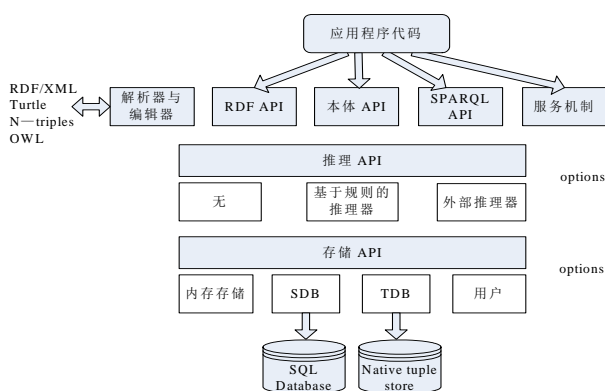 应用程序代码
RDF/XML
Turtle
N—triples
OWL
解析器与
编辑器
RDF API
本体 API
SPARQL
API
服务机制
推理 API
options
无
基于规则的
推理器
外部推理器
存储 API
options
内存存储
SDB
TDB
用户
SQL
Database
Native tuple
store